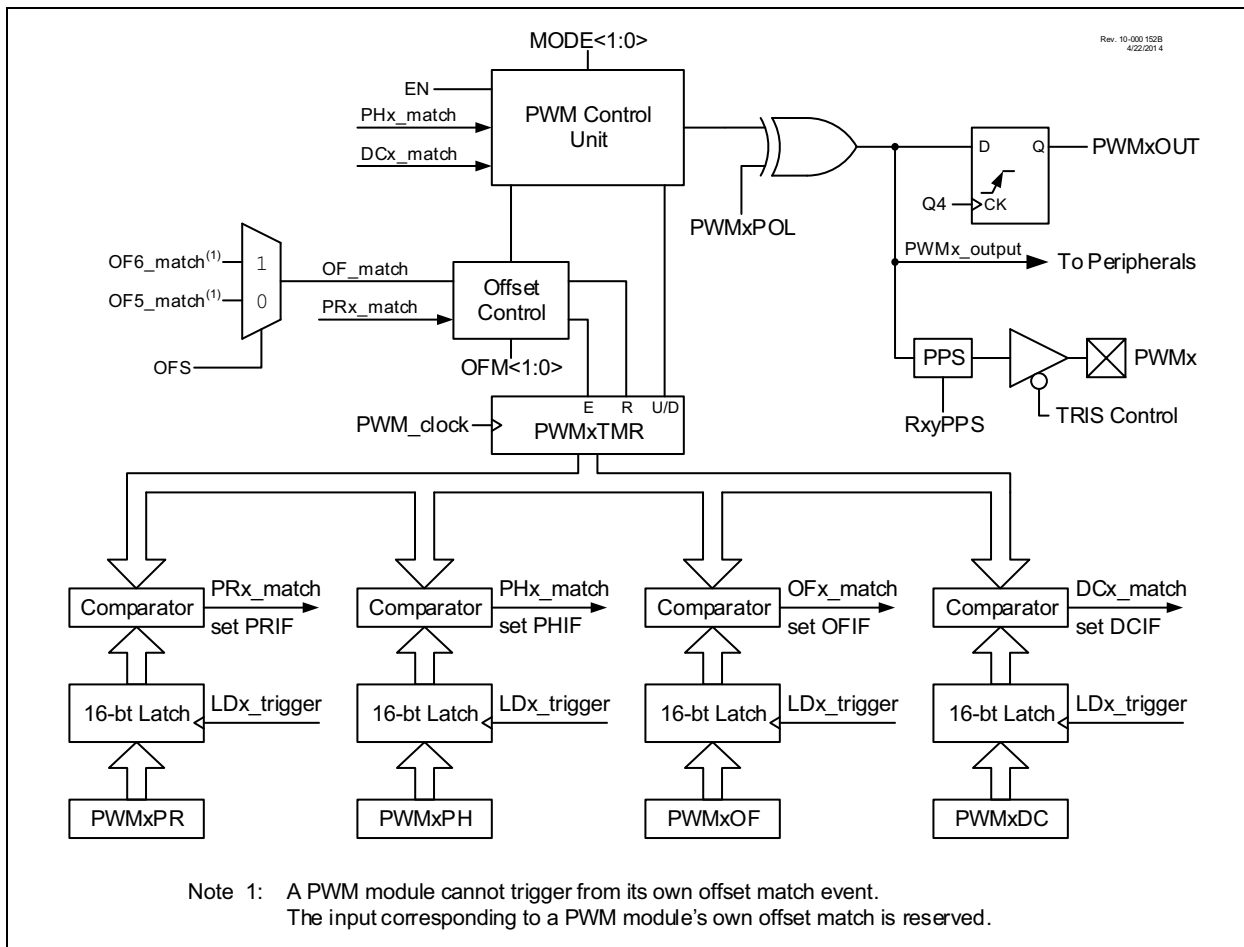 Rev. 10-000 152B
4/22/201 4
MODE<1:0>
EN
PHx_match
DCx_match
PWM Control
Unit
PWMxPOL
D Q
PWMxOUT
Q4
CK
OF6_match(1)
1
OF5_match(1)
0
OFS
OF_match
PRx_match
Offset
Control
OFM<1:0>
PWMx_output
To Peripherals
PPS
PWMx
RxyPPS
TRIS Control
E R U/D
PWM_clock
PWMxTMR
Comparator PRx_match Comparator PHx_match Comparator OFx_match Comparator DCx_match
set PRIF set PHIF set OFIF set DCIF
16-bt Latch LDx_trigger 16-bt Latch LDx_trigger 16-bt Latch LDx_trigger 16-bt Latch LDx_trigger
PWMxPR PWMxPH PWMxOF PWMxDC
Note 1: A PWM module cannot trigger from its own offset match event.
The input corresponding to a PWM module's own offset match is reserved.